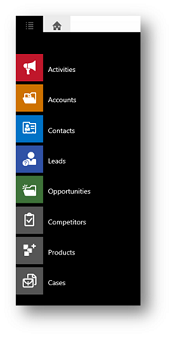 Activities
Accounts
Contacts
Leads
Opportunities
Competitors
Products
Cases